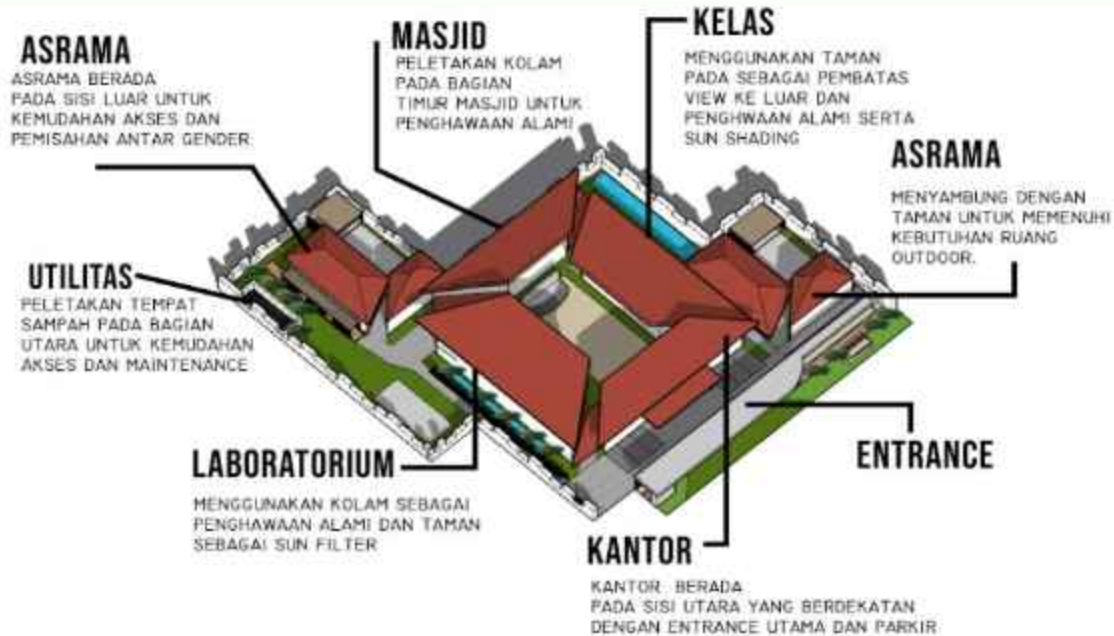 ASRAMA
ASRAMA BERADA
PADA SISI LUAR UNTUK
KEMUDAHAN AKSES DAN
PEMISAHAN ANTAR GENDER
MASJID
PELETAKAN KOLAM
PADA BAGIAN
TIMUR MASJID UNTUK
PENGHAWAAN ALAMI
KELAS
MENGGUNAKAN TAMAN
PADA SEBAGAI PEMBATAS
VIEW KE LUAR DAN
PENGHWAAN ALAMI SERTA
SUN SHADING
ASRAMA
MENYAMBUNG DENGAN
TAMAN UNTUK MEMENUHI
KEBUTUHAN RUANG
OUTDOOR.
UTILITAS
PELETAKAN TEMPAT
SAMPAH PADA BAGIAN
UTARA UNTUK KEMUDAHAN
AKSES DAN MAINTENANCE
LABORATORIUM
MENGGUNAKAN KOLAM SEBAGAI
PENGHAWAAN ALAMI DAN TAMAN
SEBAGAI SUN FILTER
ENTRANCE
KANTOR
KANTOR BERADA
PADA SISI UTARA YANG BERDEKATAN
DENGAN ENTRANCE UTAMA DAN PARKIR